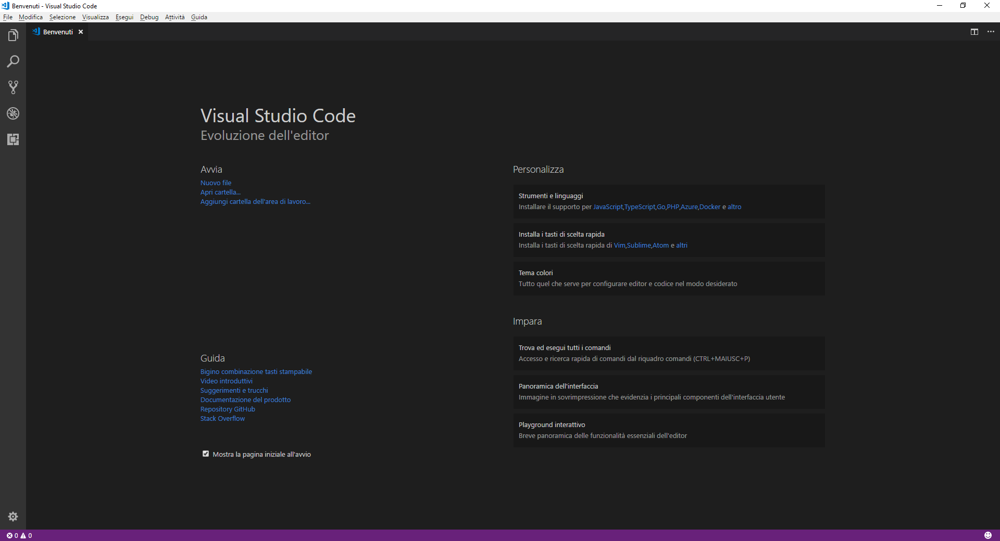 Benvenuti - Visual Studio Code
File Modifica Selezione Visualizza Esegui Debug Attività Guida
Benvenuti
Visual Studio Code
Evoluzione dell'editor
Avvia
Nuovo file
Apri cartella...
Aggiungi cartella dell'area di lavoro...
Guida
Bigino combinazione tasti stampabile
Video introduttivi
Suggerimenti e trucchi
Documentazione del prodotto
Repository GitHub
Stack Overflow
Mostra la pagina iniziale all'avvio
Personalizza
Strumenti e linguaggi
Installare il supporto per JavaScript,TypeScript,Go,PHP,Azure,Docker e altro
Installa i tasti di scelta rapida
Installa i tasti di scelta rapida di Vim,Sublime,Atom e altri
Tema colori
Tutto quel che serve per configurare editor e codice nel modo desiderato
Impara
Trova ed esegui tutti i comandi
Accesso e ricerca rapida di comandi dal riquadro comandi (CTRL+MAIUSC+P)
Panoramica dell'interfaccia
Immagine in sovrimpressione che evidenzia i principali componenti dell'interfaccia utente
Playground interattivo
Breve panoramica delle funzionalità essenziali dell'editor
0 0